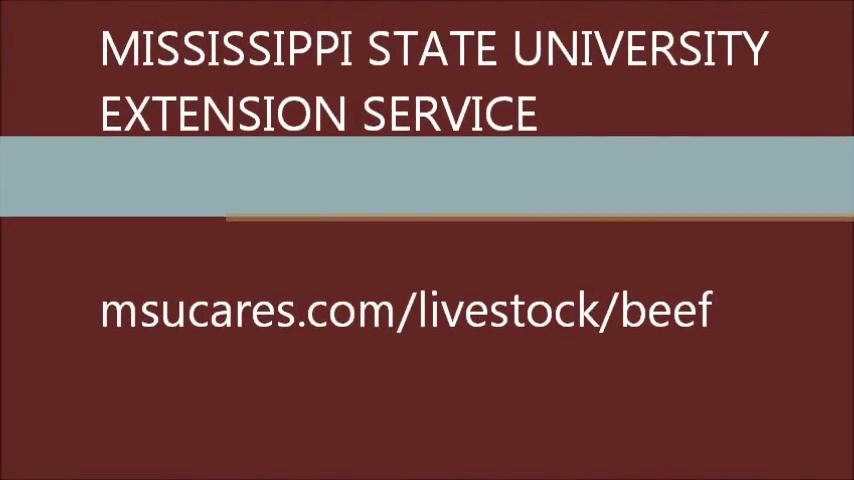 MISSISSIPPI STATE UNIVERSITY
EXTENSION SERVICE
msucares.com/livestock/beef